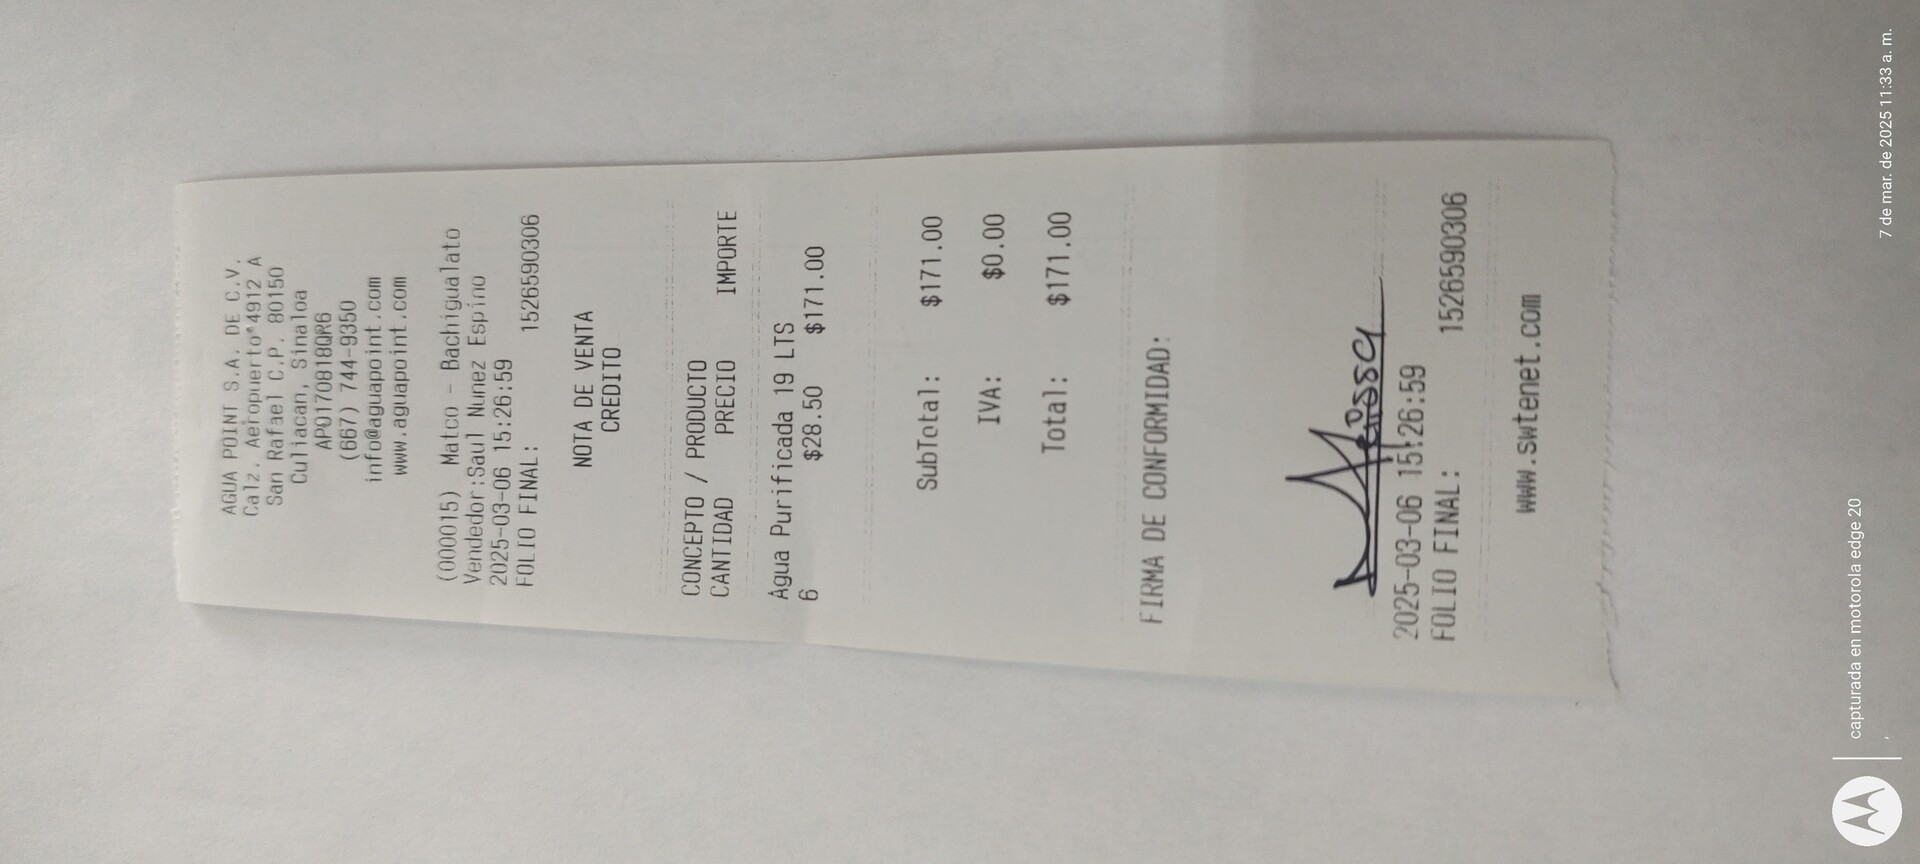 AGUA POINT S.A. DE C.V.
Calz. Aeropuerto 4912 A
San Rafael C.P. 80150
Culiacan, Sinaloa
APO170818QR6
(667) 744-9350
info@aguapoint.com
www.aguapoint.com
(000015) Matco - Bachigualato
Vendedor:Saul Nunez Espino
2025-03-06 15:26:59
FOLIO FINAL: 1526590306
NOTA DE VENTA
CREDITO
CONCEPTO / PRODUCTO
CANTIDAD PRECIO IMPORTE
Agua Purificada 19 LTS
6 $28.50 $171.00
SubTotal: $171.00
IVA: $0.00
Total: $171.00
FIRMA DE CONFORMIDAD:
2025-03-06 15:26:59
FOLIO FINAL: 1526590306
www.swtenet.com
capturada en motorola edge 20
7 de mar. de 2025 11:33 a. m.